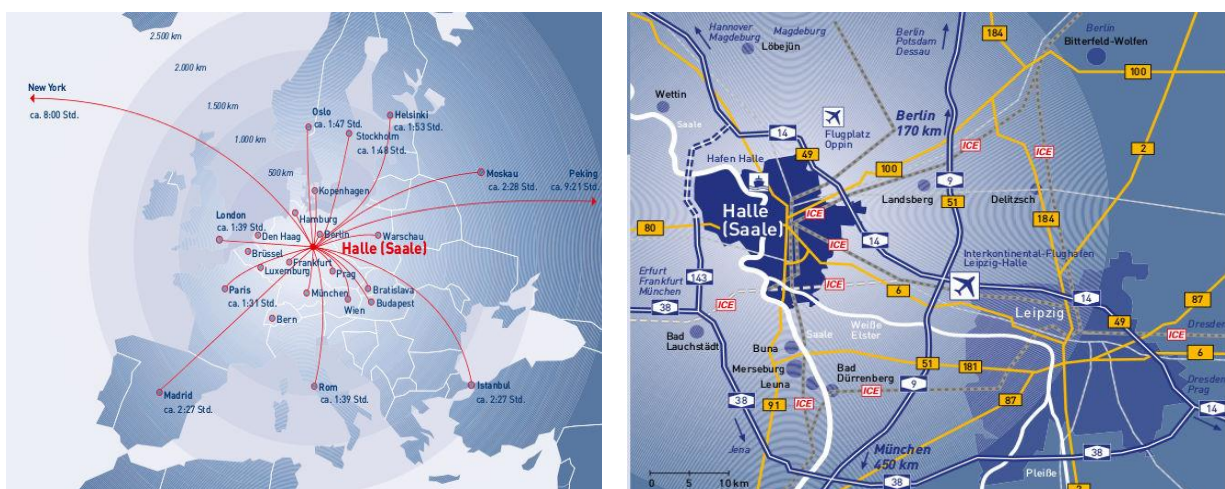 2.500 km
2.000 km
1.500 km
1.000 km
500 km
New York
ca. 8:00 Std.
Oslo
ca. 1:47 Std.
Helsinki
ca. 1:53 Std.
Stockholm
ca. 1:48 Std.
Moskau
ca. 2:28 Std.
Peking
ca. 9:21 Std.
Kopenhagen
Hamburg
London
ca. 1:39 Std.
Den Haag
Berlin
Warschau
Halle (Saale)
Brüssel
Frankfurt
Luxemburg
Prag
Paris
ca. 1:31 Std.
München
Bratislava
Budapest
Wien
Bern
Madrid
ca. 2:27 Std.
Rom
ca. 1:39 Std.
Istanbul
ca. 2:27 Std.
Hannover
Magdeburg
Magdeburg
Löbejün
Berlin
Potsdam
Dessau
184
Berlin
Bitterfeld-Wolfen
100
Wettin
Saale
14
Flugplatz
Oppin
Berlin
170 km
2
49
Hafen Halle
100
ICE
ICE
9
Landsberg
51
Delitzsch
Halle
(Saale)
ICE
184
80
14
Interkontinental-Flughafen
Leipzig-Halle
Erfurt
Frankfurt
München
143
6
14
87
38
ICE
ICE
Leipzig
49
Dresden
Bad
Lauchstädt
Saale
Weiße
Elster
ICE
6
Buna
51
181
Merseburg
Bad
Dürrenberg
Leuna
9
ICE
Dresden
Prag
38
91
ICE
87
14
Jena
München
450 km
38
0 5 10 km
38
Pleiße
2